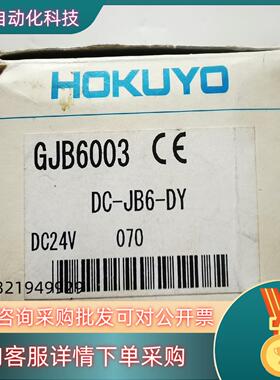 自动化科技
HOKUYO
GJB6003 CE
DC-JB6-DY
DC24V 070
821949929
咨询采购批发可对公开票
客服详情下单采购